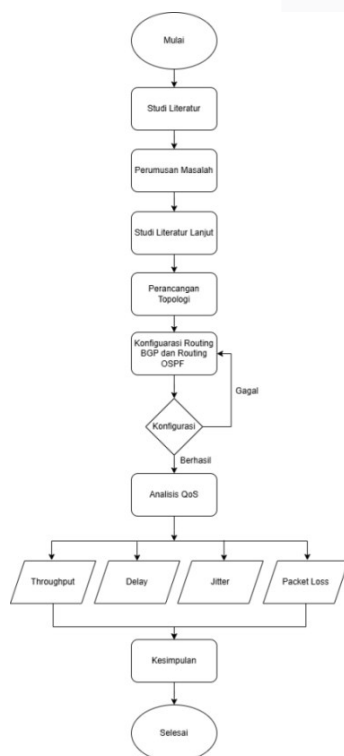 Mulai
Studi Literatur
Perumusan Masalah
Studi Literatur Lanjut
Perancangan
Topologi
Konfiguarasi Routing
BGP dan Routing
OSPF
Gagal
Konfigurasi
Berhasil
Analisis QoS
Throughput
Delay
Jitter
Packet Loss
Kesimpulan
Selesai